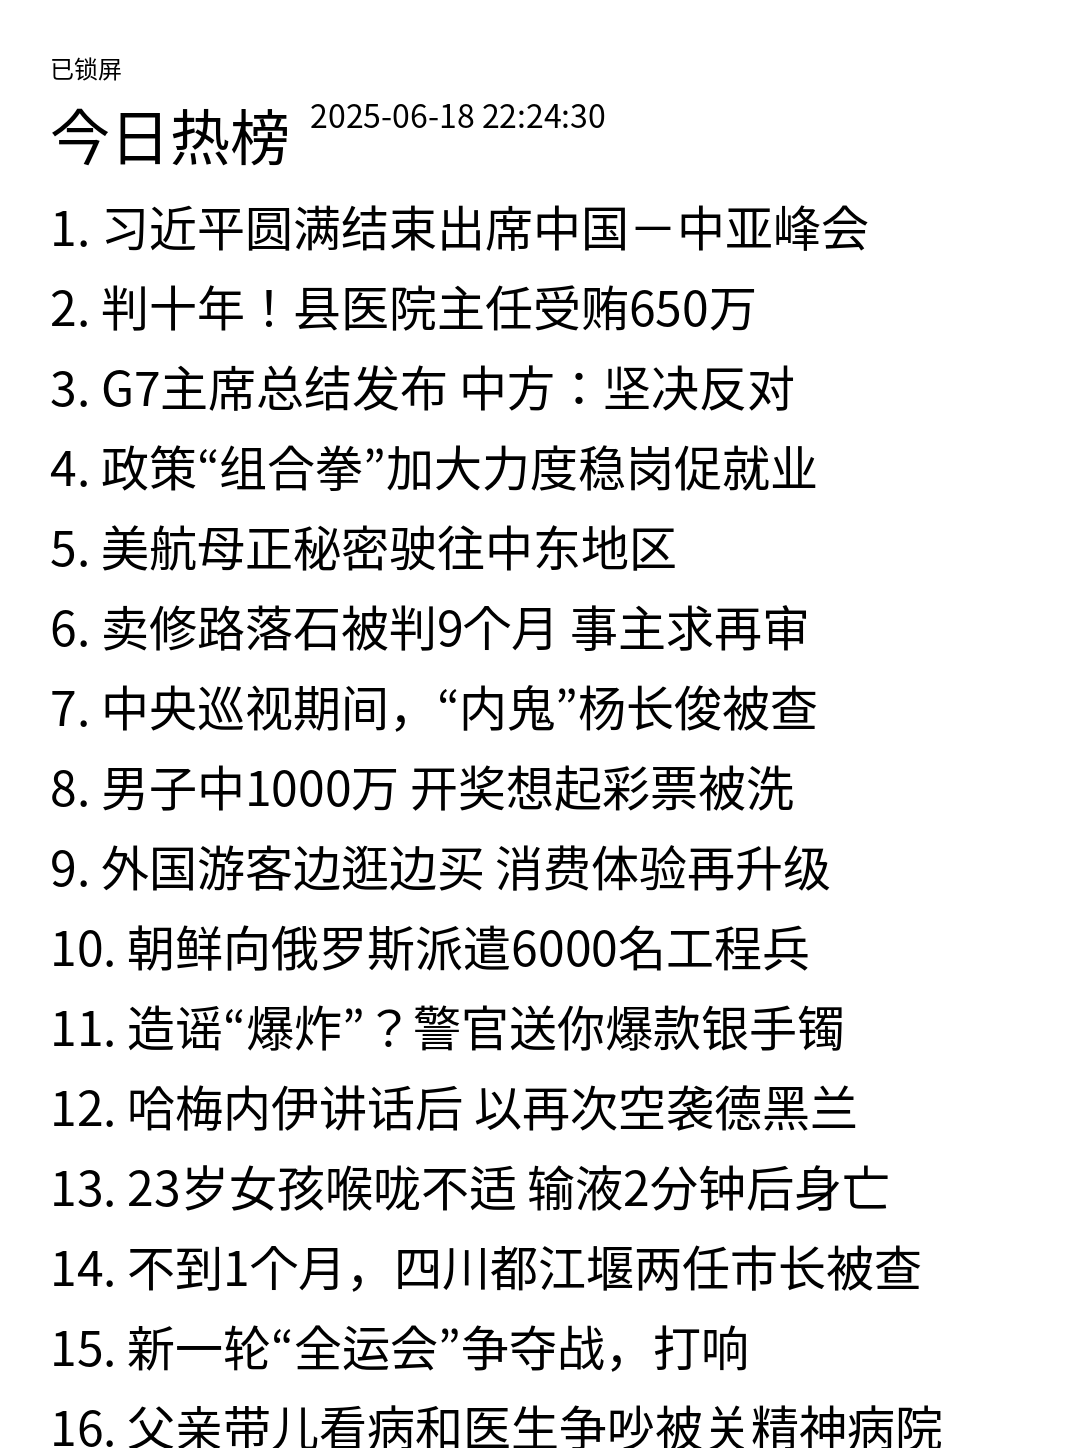 已锁屏
今日热榜 2025-06-18 22:24:30
1. 习近平圆满结束出席中国－中亚峰会
2. 判十年！县医院主任受贿650万
3. G7主席总结发布 中方：坚决反对
4. 政策“组合拳”加大力度稳岗促就业
5. 美航母正秘密驶往中东地区
6. 卖修路落石被判9个月 事主求再审
7. 中央巡视期间，“内鬼”杨长俊被查
8. 男子中1000万 开奖想起彩票被洗
9. 外国游客边逛边买 消费体验再升级
10. 朝鲜向俄罗斯派遣6000名工程兵
11. 造谣“爆炸”？警官送你爆款银手镯
12. 哈梅内伊讲话后 以再次空袭德黑兰
13. 23岁女孩喉咙不适 输液2分钟后身亡
14. 不到1个月，四川都江堰两任市长被查
15. 新一轮“全运会”争夺战，打响
16. 父亲带儿看病和医生争吵被关精神病院